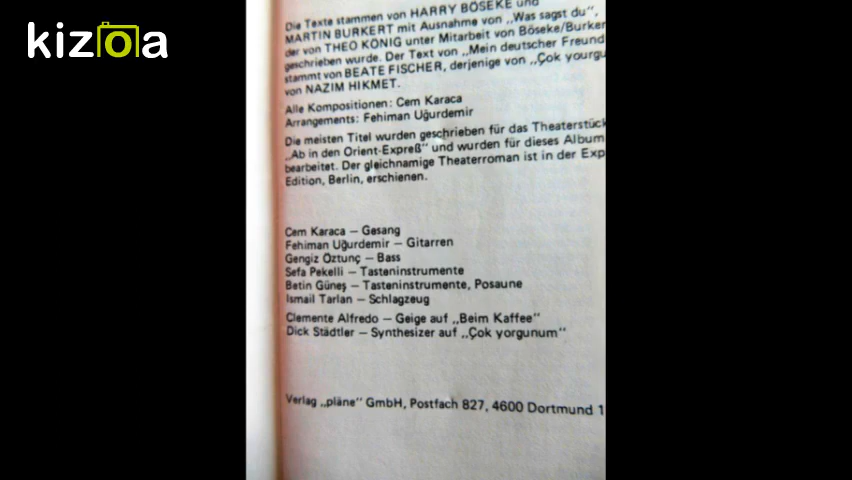 kizoa
Die Texte stammen von HARRY BÖSEKE und
MARTIN BURKERT mit Ausnahme von „Was sagst du",
der von THEO KÖNIG unter Mitarbeit von Böseke/Burker
geschrieben wurde. Der Text von „Mein deutscher Freund
stammt von BEATE FISCHER, derjenige von „Çok yourgu
von NAZIM HIKMET.
Alle Kompositionen: Cem Karaca
Arrangements: Fehiman Uğurdemir
Die meisten Titel wurden geschrieben für das Theaterstück
„Ab in den Orient-Expreß" und wurden für dieses Album
bearbeitet. Der gleichnamige Theaterroman ist in der Exp
Edition, Berlin, erschienen.
Cem Karaca – Gesang
Fehiman Uğurdemir – Gitarren
Gengiz Öztunç – Bass
Sefa Pekelli – Tasteninstrumente
Betin Güneş – Tasteninstrumente, Posaune
Ismail Tarlan – Schlagzeug
Clemente Alfredo – Geige auf „Beim Kaffee"
Dick Städtler – Synthesizer auf „Çok yorgunum"
Verlag „pläne" GmbH, Postfach 827, 4600 Dortmund 1